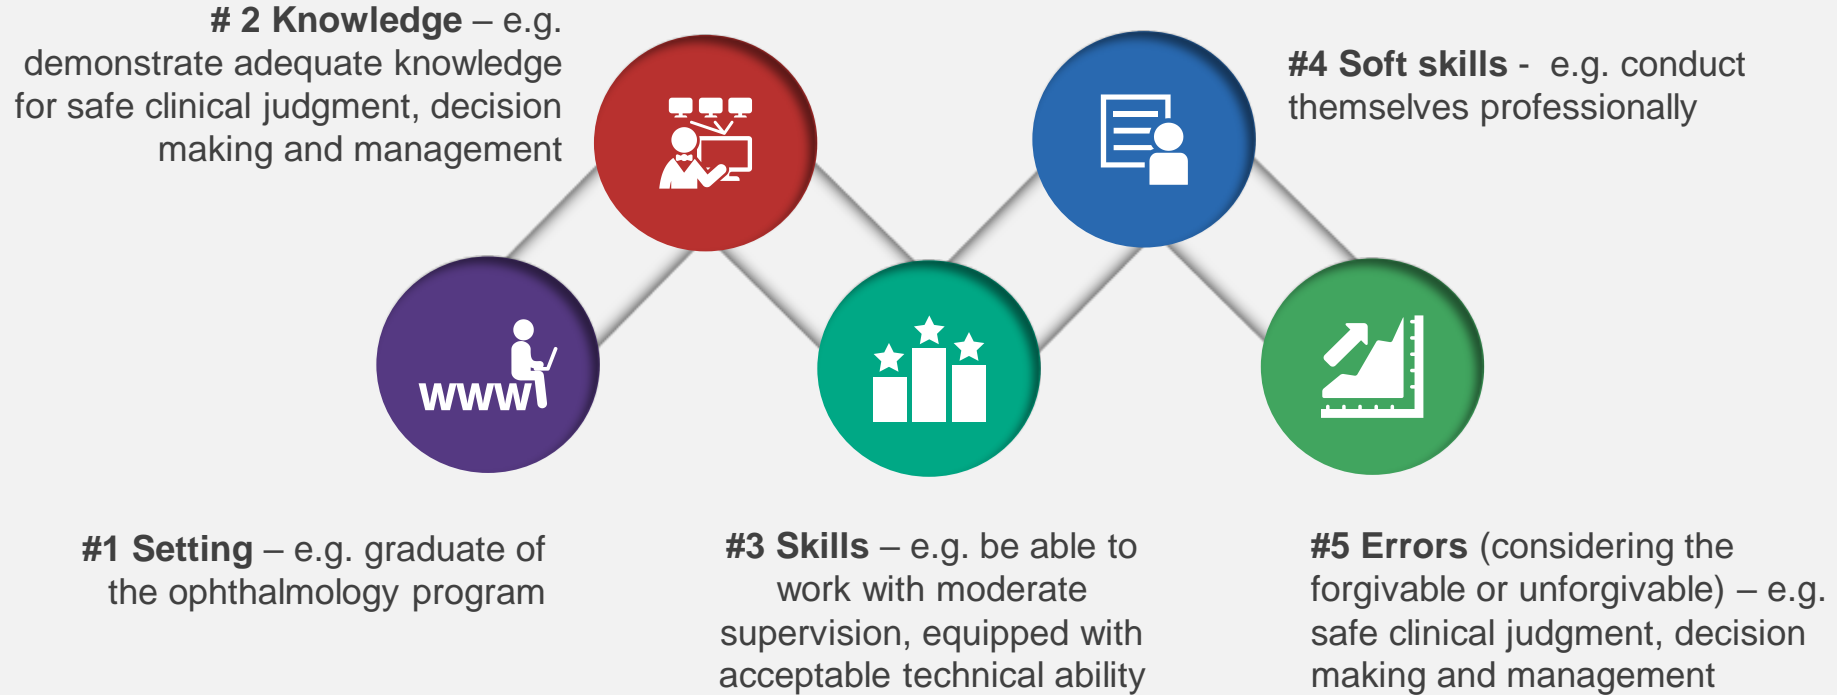 # 2 Knowledge – e.g.
demonstrate adequate knowledge
for safe clinical judgment, decision
making and management
#4 Soft skills - e.g. conduct
themselves professionally
www
#1 Setting – e.g. graduate of
the ophthalmology program
#3 Skills – e.g. be able to
work with moderate
supervision, equipped with
acceptable technical ability
#5 Errors (considering the
forgivable or unforgivable) – e.g.
safe clinical judgment, decision
making and management